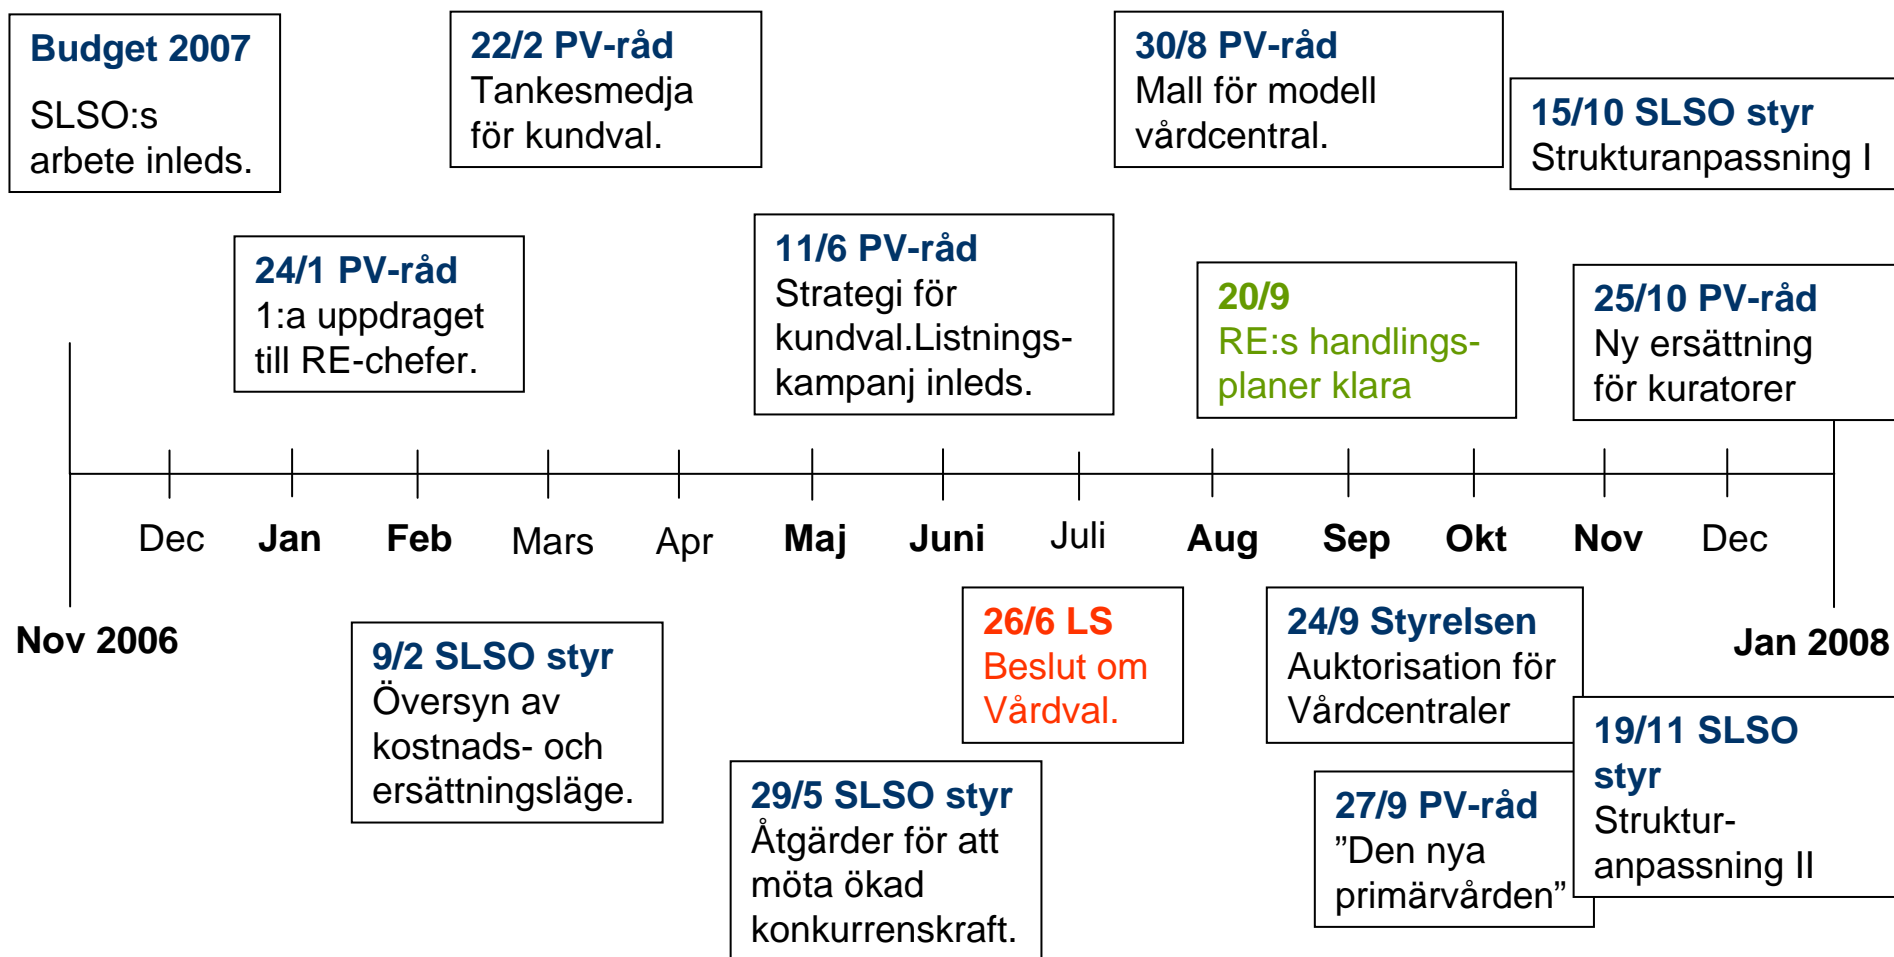 Budget 2007
SLSO:s
arbete inleds.
22/2 PV-råd
Tankesmedja
för kundval.
30/8 PV-råd
Mall för modell
vårdcentral.
15/10 SLSO styr
Strukturanpassning I
24/1 PV-råd
1:a uppdraget
till RE-chefer.
11/6 PV-råd
Strategi för
kundval.Listnings-
kampanj inleds.
20/9
RE:s handlings-
planer klara
25/10 PV-råd
Ny ersättning
för kuratorer
Dec Jan Feb Mars Apr Maj Juni Juli Aug Sep Okt Nov Dec
Nov 2006
Jan 2008
9/2 SLSO styr
Översyn av
kostnads- och
ersättningsläge.
26/6 LS
Beslut om
Vårdval.
24/9 Styrelsen
Auktorisation för
Vårdcentraler
29/5 SLSO styr
Åtgärder för att
möta ökad
konkurrenskraft.
27/9 PV-råd
”Den nya
primärvården”
19/11 SLSO
styr
Struktur-
anpassning II